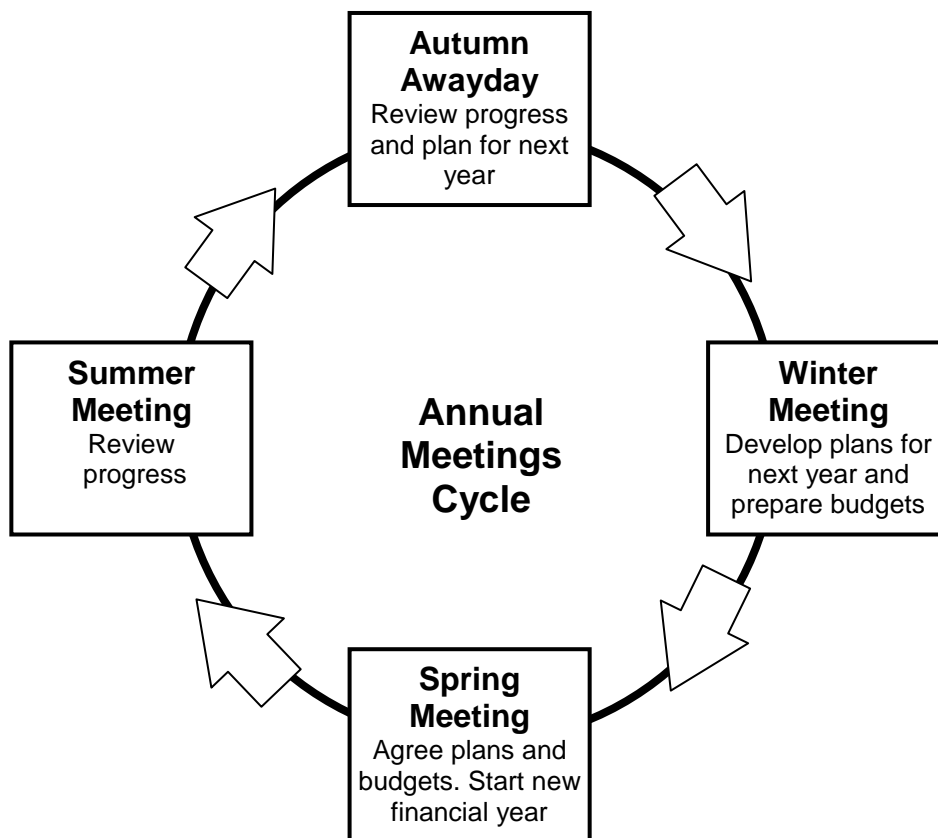 Autumn
Awayday
Review progress
and plan for next
year
Summer
Meeting
Review
progress
Annual
Meetings
Cycle
Winter
Meeting
Develop plans for
next year and
prepare budgets
Spring
Meeting
Agree plans and
budgets. Start new
financial year